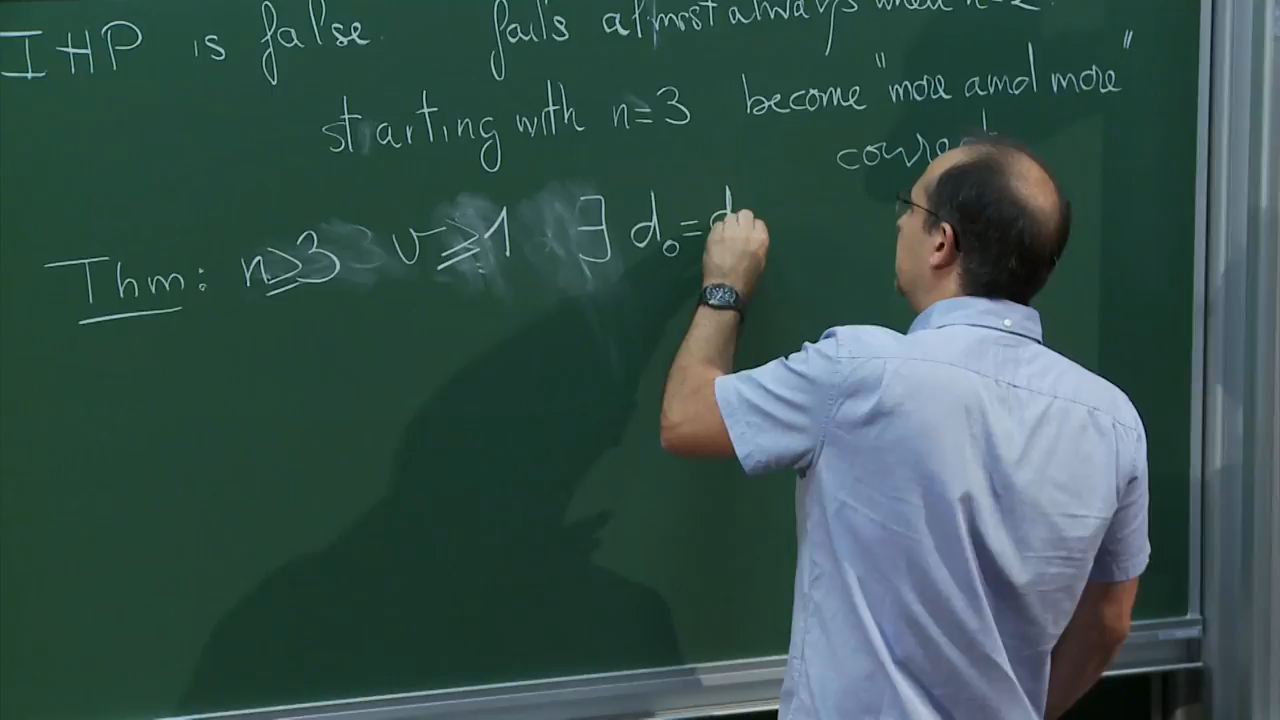 IHP is false. fails almost always when n=2.
starting with n=3 become "more and more"
Thm: n≥3 v≥1 ∃ d₀=d